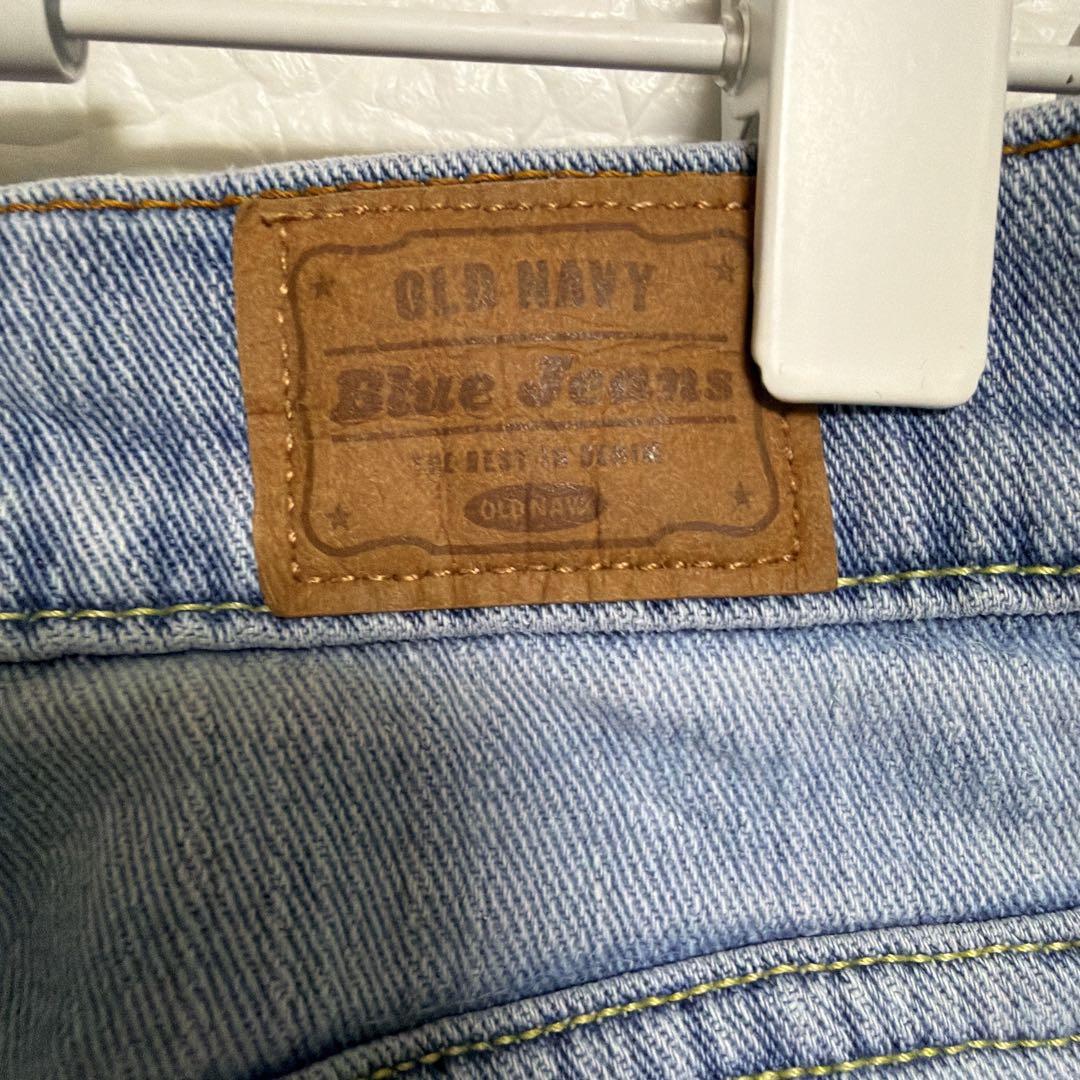 OLD NAVY
Blue Jeans
THE BEST IN DENIM
OLD NAVY